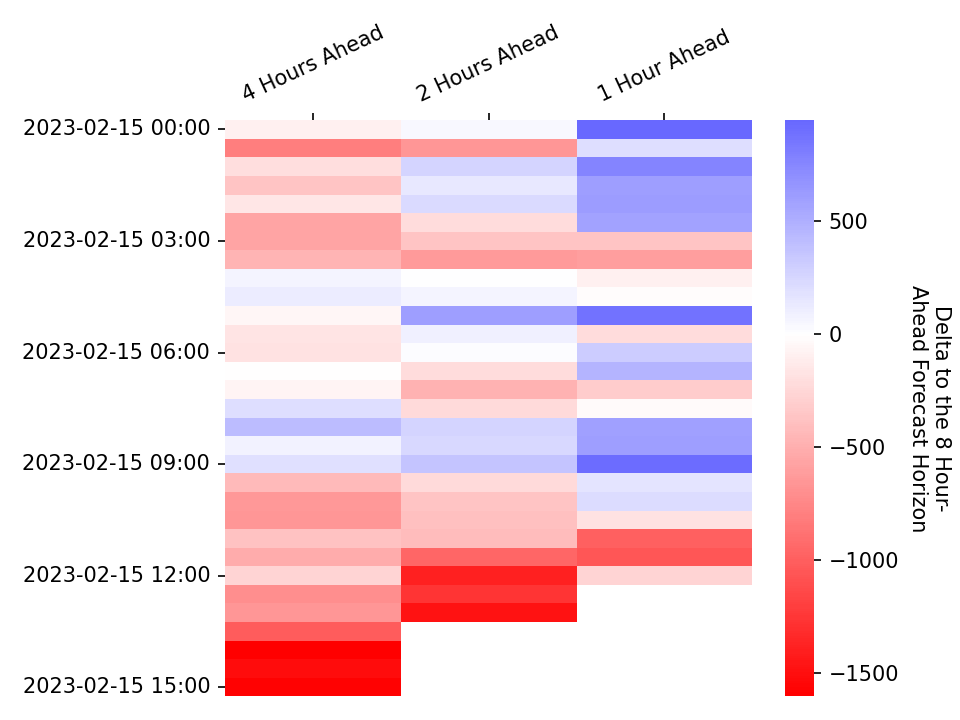 4 Hours Ahead
2 Hours Ahead
1 Hour Ahead
2023-02-15 00:00
2023-02-15 03:00
2023-02-15 06:00
2023-02-15 09:00
2023-02-15 12:00
2023-02-15 15:00
500
0
−500
−1000
−1500
Delta to the 8 Hour-
Ahead Forecast Horizon